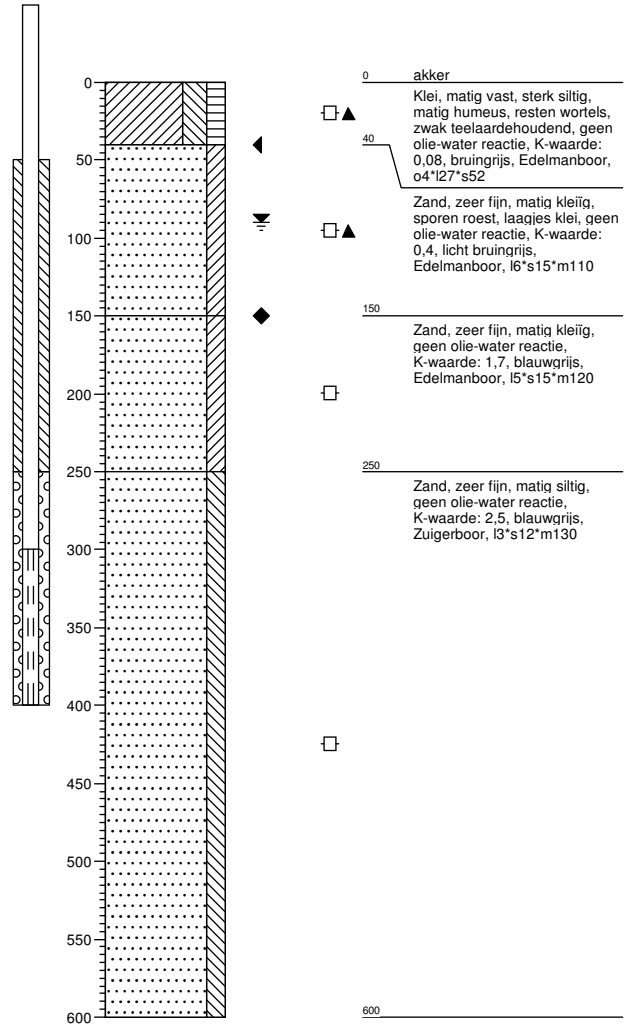 0
50
100
150
200
250
300
350
400
450
500
550
600
0 akker
Klei, matig vast, sterk siltig,
matig humeus, resten wortels,
zwak teelaardehoudend, geen
olie-water reactie, K-waarde:
0,08, bruingrijs, Edelmanboor,
o4*l27*s52
40
Zand, zeer fijn, matig kleiïg,
sporen roest, laagjes klei, geen
olie-water reactie, K-waarde:
0,4, licht bruingrijs,
Edelmanboor, l6*s15*m110
150
Zand, zeer fijn, matig kleiïg,
geen olie-water reactie,
K-waarde: 1,7, blauwgrijs,
Edelmanboor, l5*s15*m120
250
Zand, zeer fijn, matig siltig,
geen olie-water reactie,
K-waarde: 2,5, blauwgrijs,
Zuigerboor, l3*s12*m130
600